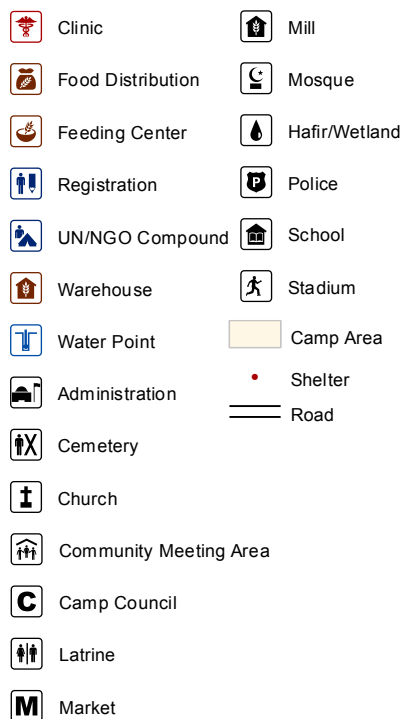 Clinic
Food Distribution
Feeding Center
Registration
UN/NGO Compound
Warehouse
Water Point
Administration
Cemetery
Church
Community Meeting Area
C
Camp Council
Latrine
M
Market
Mill
Mosque
Hafir/Wetland
P
Police
School
Stadium
Camp Area
Shelter
Road